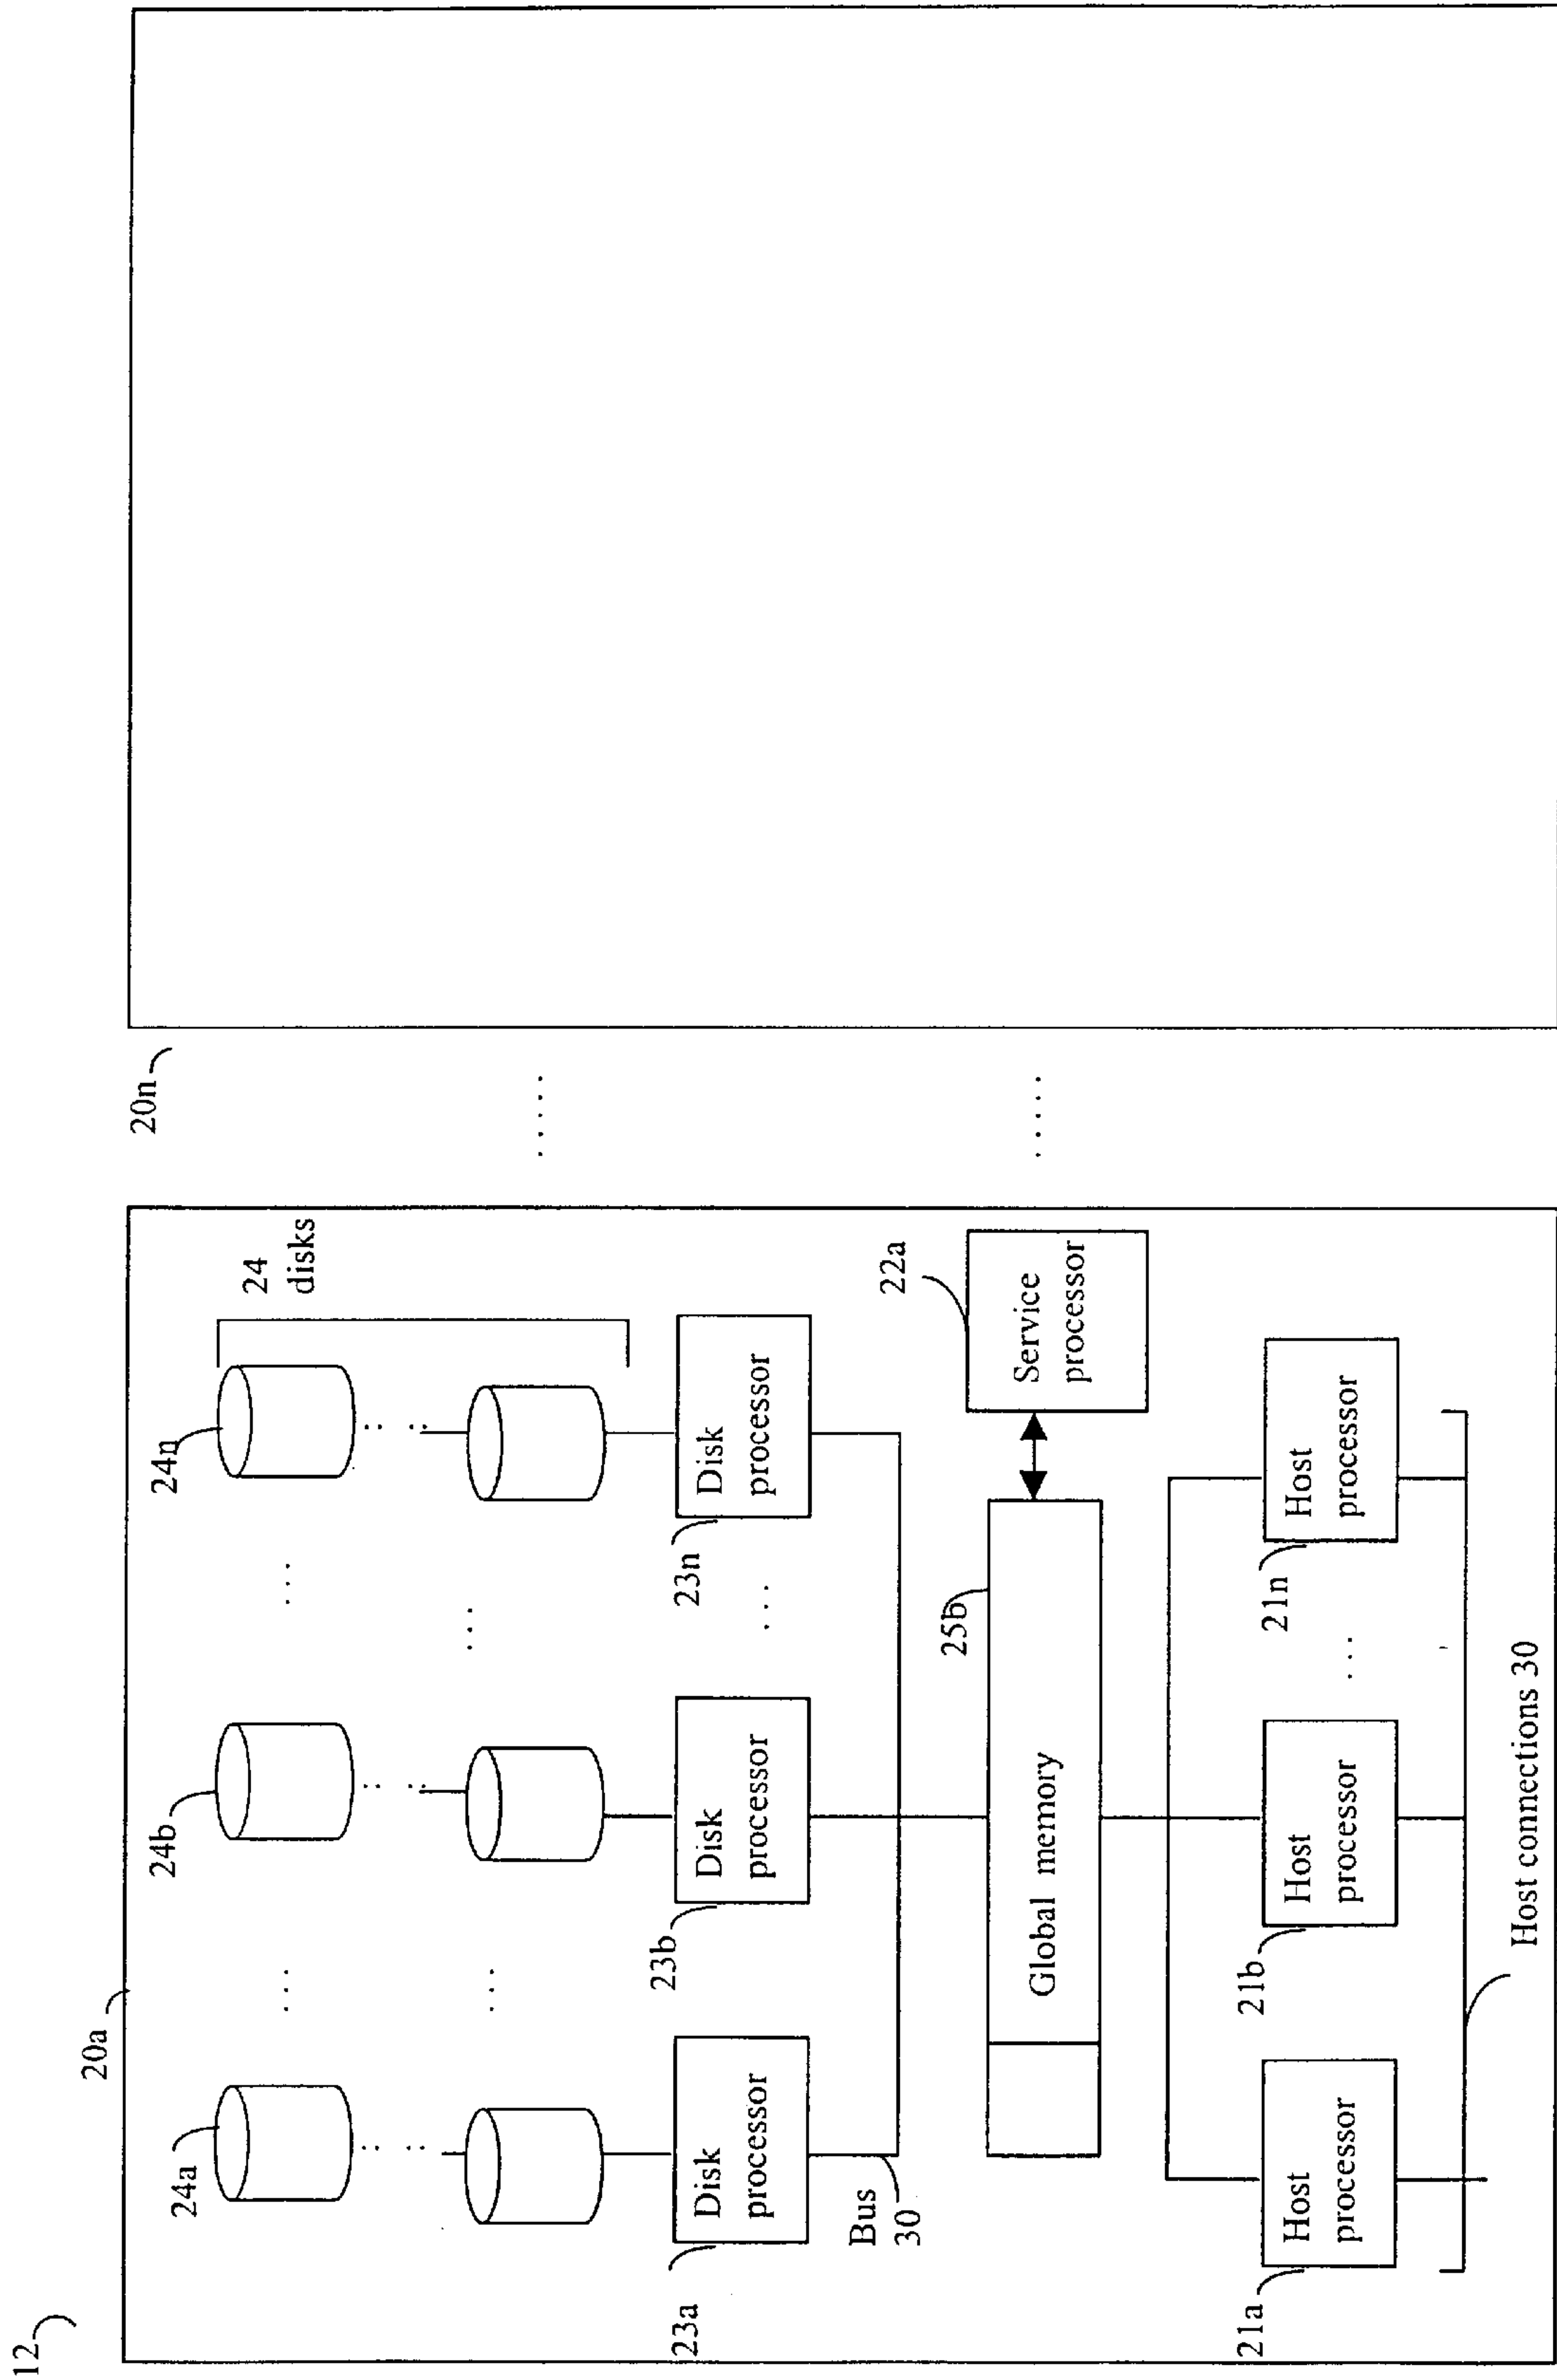 12
20a
20n
24a
24b
24n
24
disks
Disk
processor
Disk
processor
Disk
processor
23a
23b
23n
Bus
30
25b
22a
Global memory
Service
processor
Host
processor
Host
processor
Host
processor
21a
21b
21n
Host connections 30